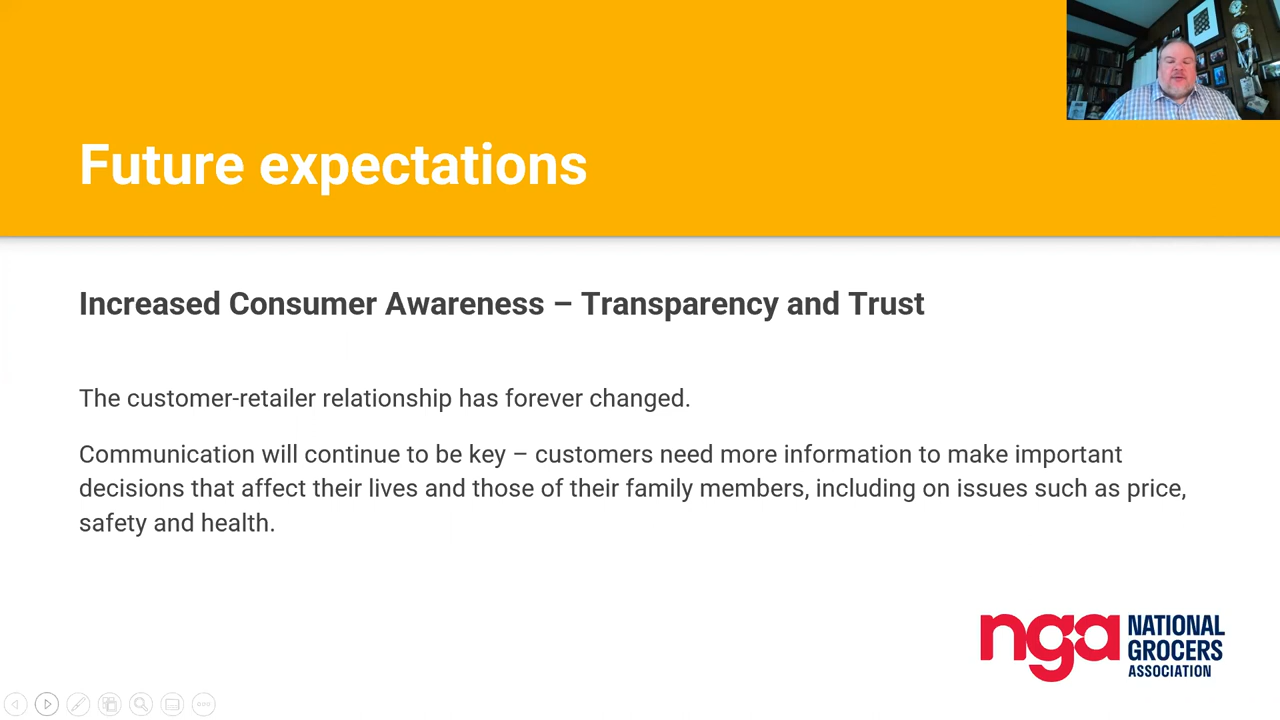 Future expectations
Increased Consumer Awareness – Transparency and Trust
The customer-retailer relationship has forever changed.
Communication will continue to be key – customers need more information to make important
decisions that affect their lives and those of their family members, including on issues such as price,
safety and health.
nga NATIONAL
GROCERS
ASSOCIATION